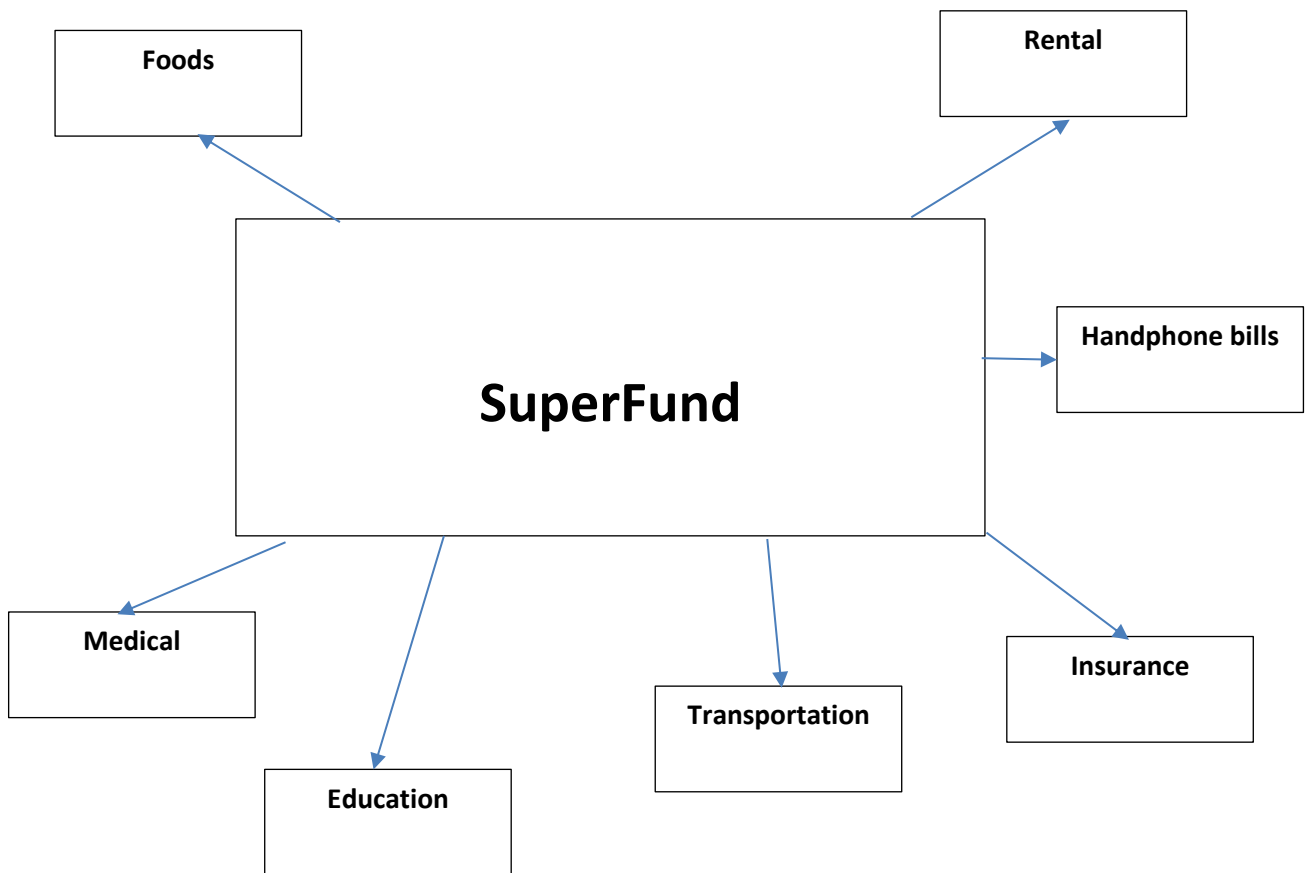 Foods
Rental
Handphone bills
SuperFund
Medical
Insurance
Transportation
Education